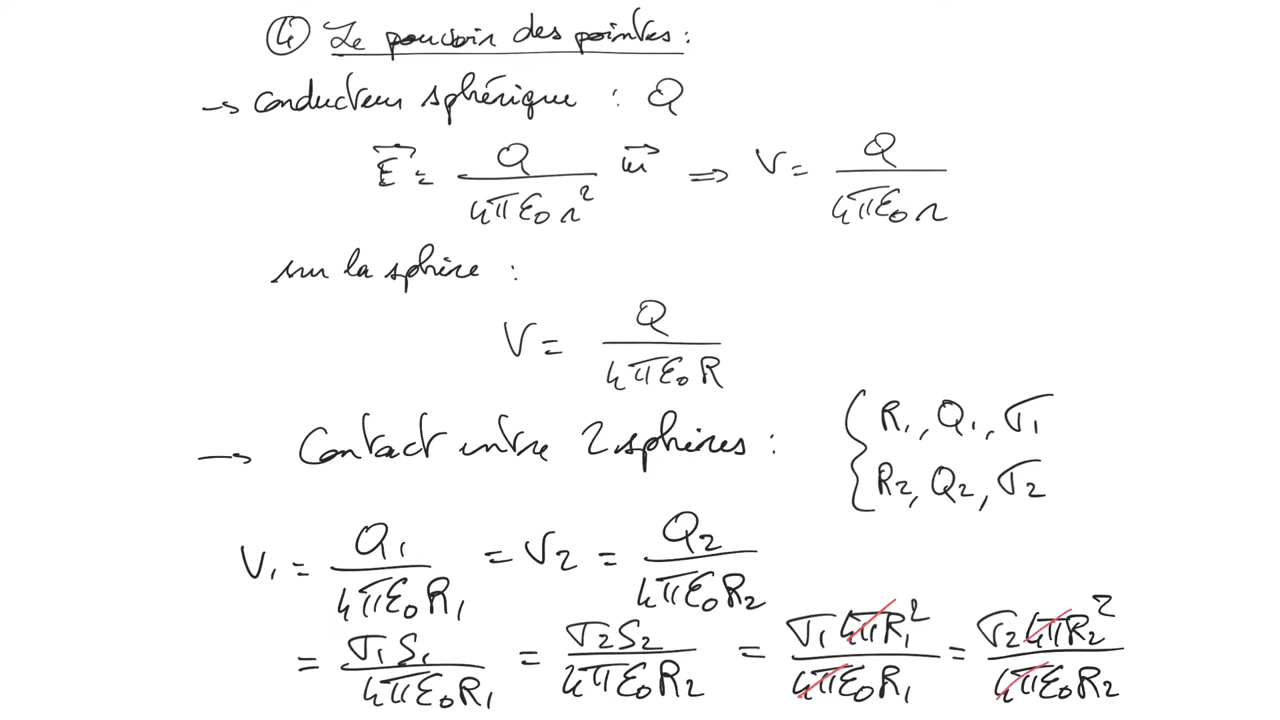 ④ Le pouvoir des pointes :
→ conducteur sphérique : Q
E⃗ = Q / (4πε₀r²) u⃗r ⇒ V = Q / (4πε₀r)
sur la sphère :
V = Q / (4πε₀R)
→ Contact entre 2 sphères : { R₁, Q₁, σ₁
{ R₂, Q₂, σ₂
V₁ = Q₁ / (4πε₀R₁) = V₂ = Q₂ / (4πε₀R₂)
= σ₁S₁ / (4πε₀R₁) = σ₂S₂ / (4πε₀R₂) = σ₁4πR₁² / (4πε₀R₁) = σ₂4πR₂² / (4πε₀R₂)